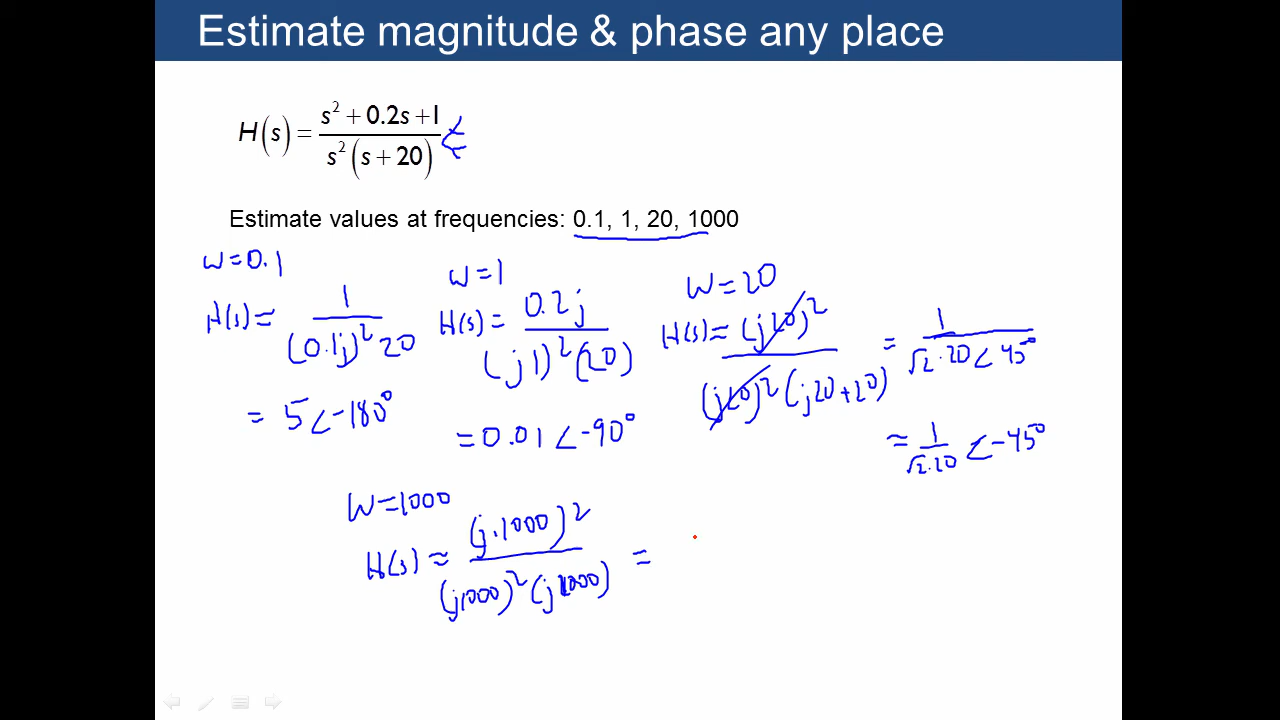 Estimate magnitude & phase any place
H(s) = (s² + 0.2s + 1) / (s² (s + 20))
Estimate values at frequencies: 0.1, 1, 20, 1000
w = 0.1
H(s) ≈ 1 / ((0.1j)² 20)
= 5 ∠ -180°
w = 1
H(s) = 0.2j / ((j1)² (20))
= 0.01 ∠ -90°
w = 20
H(s) ≈ (j20)² / ((j20)² (j20 + 20)) = 1 / (√2 · 20 ∠ 45°)
≈ 1 / (√2 · 20) ∠ -45°
w = 1000
H(s) ≈ (j·1000)² / ((j1000)² (j1000)) =